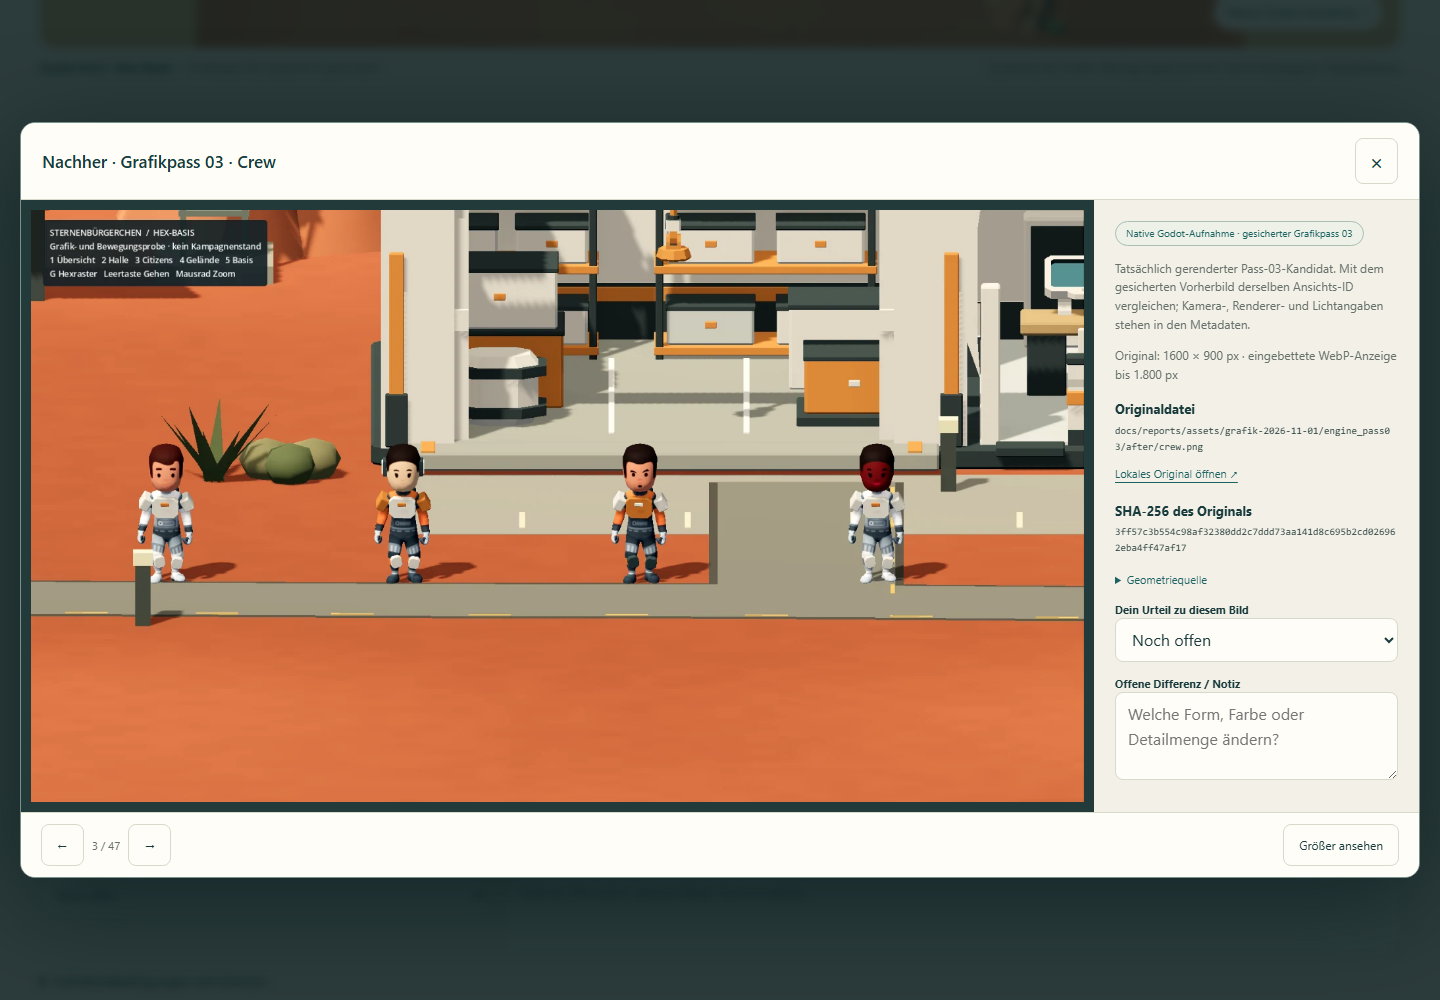 Nachher · Grafikpass 03 · Crew
×
STERNENBÜRGERCHEN / HEX-BASIS
Grafik- und Bewegungsprobe · kein Kampagnenstand
1 Übersicht 2 Halle 3 Citizens 4 Gelände 5 Basis
G Hexraster Leertaste Gehen Mausrad Zoom
Native Godot-Aufnahme · gesicherter Grafikpass 03
Tatsächlich gerenderter Pass-03-Kandidat. Mit dem
gesicherten Vorherbild derselben Ansichts-ID
vergleichen; Kamera-, Renderer- und Lichtangaben
stehen in den Metadaten.
Original: 1600 × 900 px · eingebettete WebP-Anzeige
bis 1.800 px
Originaldatei
docs/reports/assets/grafik-2026-11-01/engine_pass0
3/after/crew.png
Lokales Original öffnen ↗
SHA-256 des Originals
3ff57c3b554c98af32380dd2c7ddd73aa141d8c695b2cd02696
2eba4ff47af17
▶ Geometriequelle
Dein Urteil zu diesem Bild
Noch offen
Offene Differenz / Notiz
Welche Form, Farbe oder
Detailmenge ändern?
← 3 / 47 →
Größer ansehen